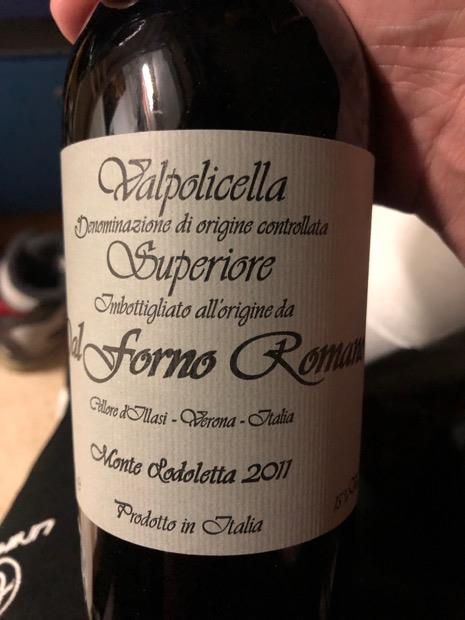 Valpolicella
Denominazione di origine controllata
Superiore
Imbottigliato all'origine da
Dal Forno Romano
Cellore d'Illasi - Verona - Italia
Monte Lodoletta 2011
Prodotto in Italia